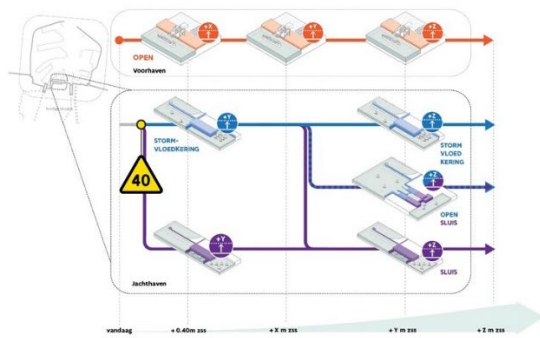 +X
+Y
+Z
OPEN
Voorhaven
+Y
+Z
STORM-
VLOEDKERING
STORM
VLOED
KERING
40
+Z
OPEN
SLUIS
+Y
+Z
SLUIS
Jachthaven
vandaag
+ 0.40m zss
+ X m zss
+ Y m zss
+ Z m zss